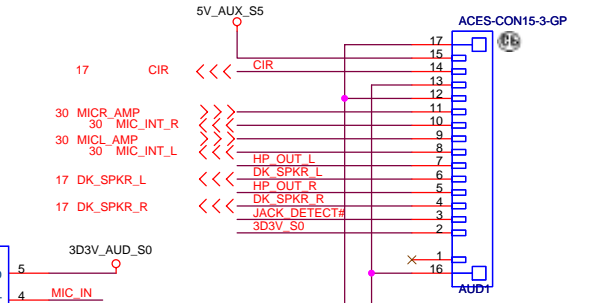 5V_AUX_S5
ACES-CON15-3-GP
17
15
17 CIR CIR 14
13
12
30 MICR_AMP 11
30 MIC_INT_R 10
30 MICL_AMP 9
30 MIC_INT_L 8
HP_OUT_L 7
17 DK_SPKR_L DK_SPKR_L 6
HP_OUT_R 5
17 DK_SPKR_R DK_SPKR_R 4
JACK_DETECT# 3
3D3V_S0 2
3D3V_AUD_S0
1
5 16
AUD1
4 MIC_IN